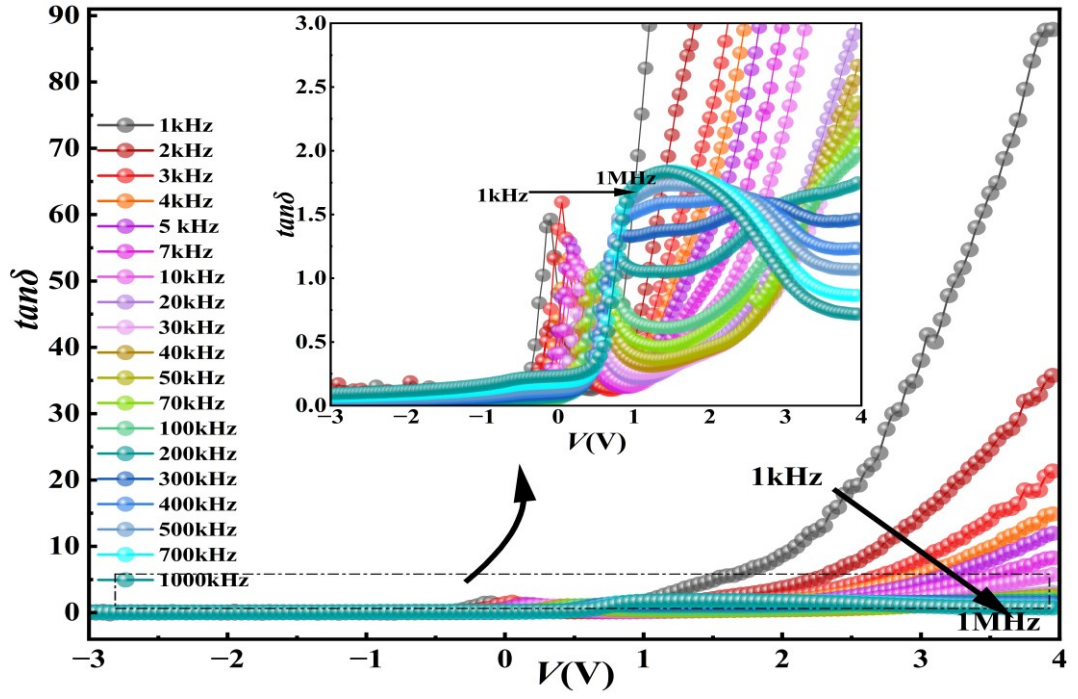 90
80
70
60
50
40
30
20
10
0
tanδ
1kHz
2kHz
3kHz
4kHz
5 kHz
7kHz
10kHz
20kHz
30kHz
40kHz
50kHz
70kHz
100kHz
200kHz
300kHz
400kHz
500kHz
700kHz
1000kHz
3.0
2.5
2.0
1.5
1.0
0.5
0.0
tanδ
1kHz
1MHz
−3 −2 −1 0 1 2 3 4
V(V)
1kHz
1MHz
−3 −2 −1 0 1 2 3 4
V(V)